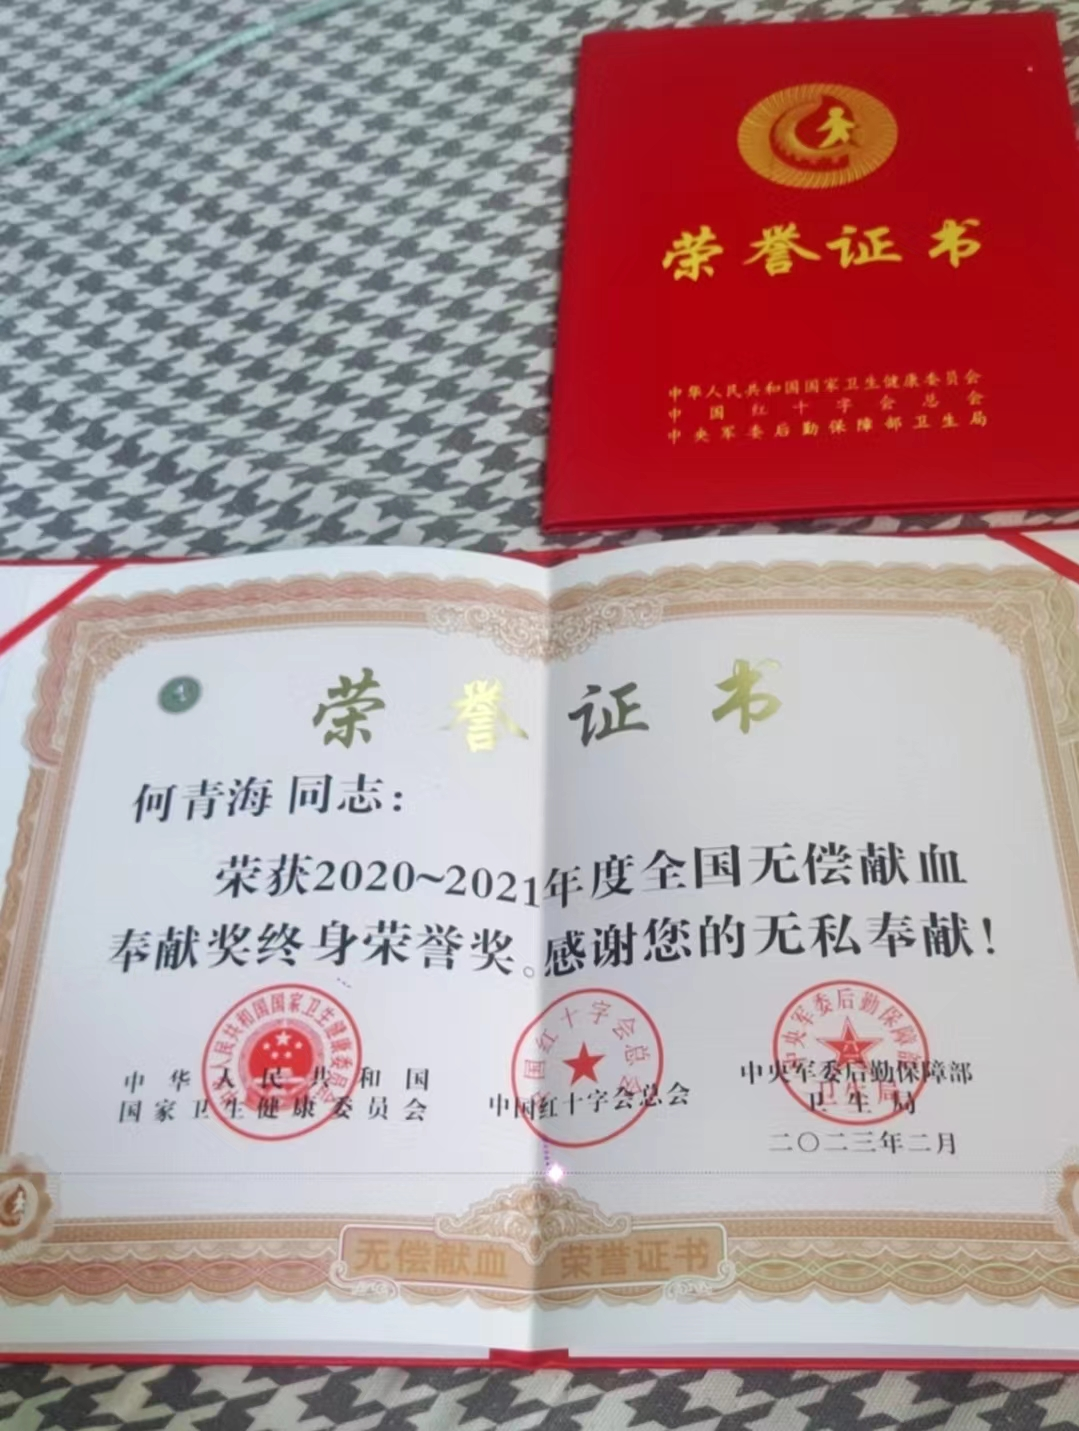 荣誉证书
中华人民共和国国家卫生健康委员会
中国红十字会总会
中央军委后勤保障部卫生局
荣誉证书
何青海 同志：
荣获2020~2021年度全国无偿献血
奉献奖终身荣誉奖。感谢您的无私奉献！
中华人民共和国
国家卫生健康委员会
中国红十字会总会
中央军委后勤保障部
卫生局
二〇二三年二月
无偿献血 荣誉证书